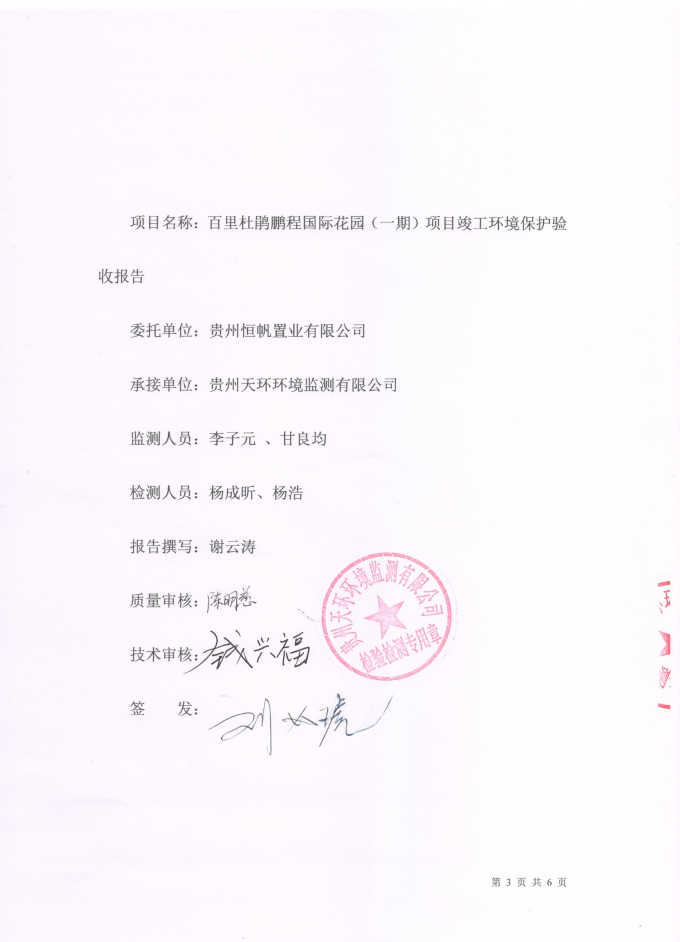 项目名称：百里杜鹃鹏程国际花园（一期）项目竣工环境保护验
收报告
委托单位：贵州恒帆置业有限公司
承接单位：贵州天环环境监测有限公司
监测人员：李子元 、甘良均
检测人员：杨成昕、杨浩
报告撰写：谢云涛
贵州天环环境监测有限公司
检验检测专用章
质量审核：陈明慈
技术审核：兴福
签　　发：刘
第 3 页 共 6 页